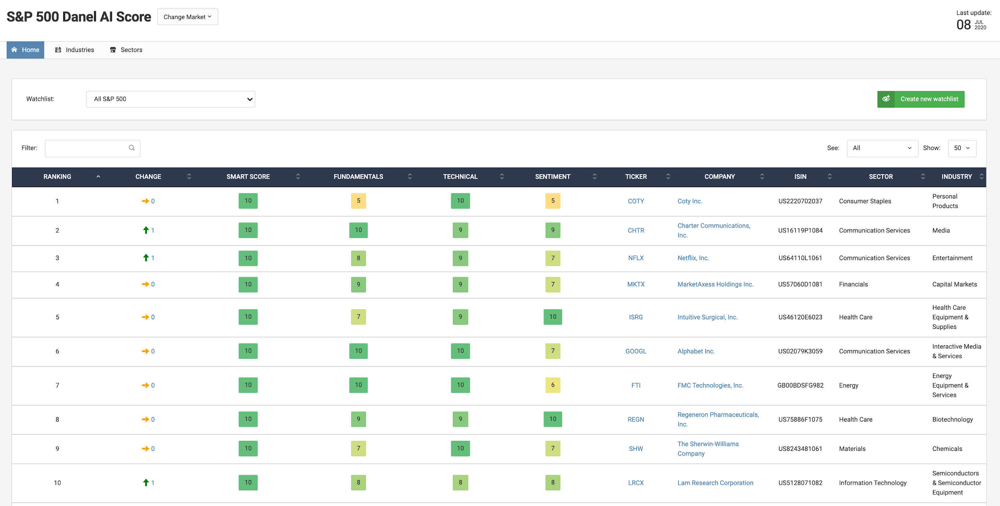 S&P 500 Danel AI Score
Change Market
Last update:
08 JUL 2020
Home Industries Sectors
Watchlist: All S&P 500 Create new watchlist
Filter: See: All Show: 50
RANKING CHANGE SMART SCORE FUNDAMENTALS TECHNICAL SENTIMENT TICKER COMPANY ISIN SECTOR INDUSTRY
1 0 10 5 10 5 COTY Coty Inc. US2220702037 Consumer Staples Personal Products
2 1 10 10 9 9 CHTR Charter Communications, Inc. US16119P1084 Communication Services Media
3 1 10 8 9 7 NFLX Netflix, Inc. US64110L1061 Communication Services Entertainment
4 0 10 9 9 7 MKTX MarketAxess Holdings Inc. US57060D1081 Financials Capital Markets
5 0 10 7 9 10 ISRG Intuitive Surgical, Inc. US46120E6023 Health Care Health Care Equipment & Supplies
6 0 10 10 10 7 GOOGL Alphabet Inc. US02079K3059 Communication Services Interactive Media & Services
7 0 10 10 10 6 FTI FMC Technologies, Inc. GB00BDSFG982 Energy Energy Equipment & Services
8 0 10 9 9 10 REGN Regeneron Pharmaceuticals, Inc. US75886F1075 Health Care Biotechnology
9 0 10 7 10 7 SHW The Sherwin-Williams Company US8243481061 Materials Chemicals
10 1 10 8 8 8 LRCX Lam Research Corporation US5128071082 Information Technology Semiconductors & Semiconductor Equipment